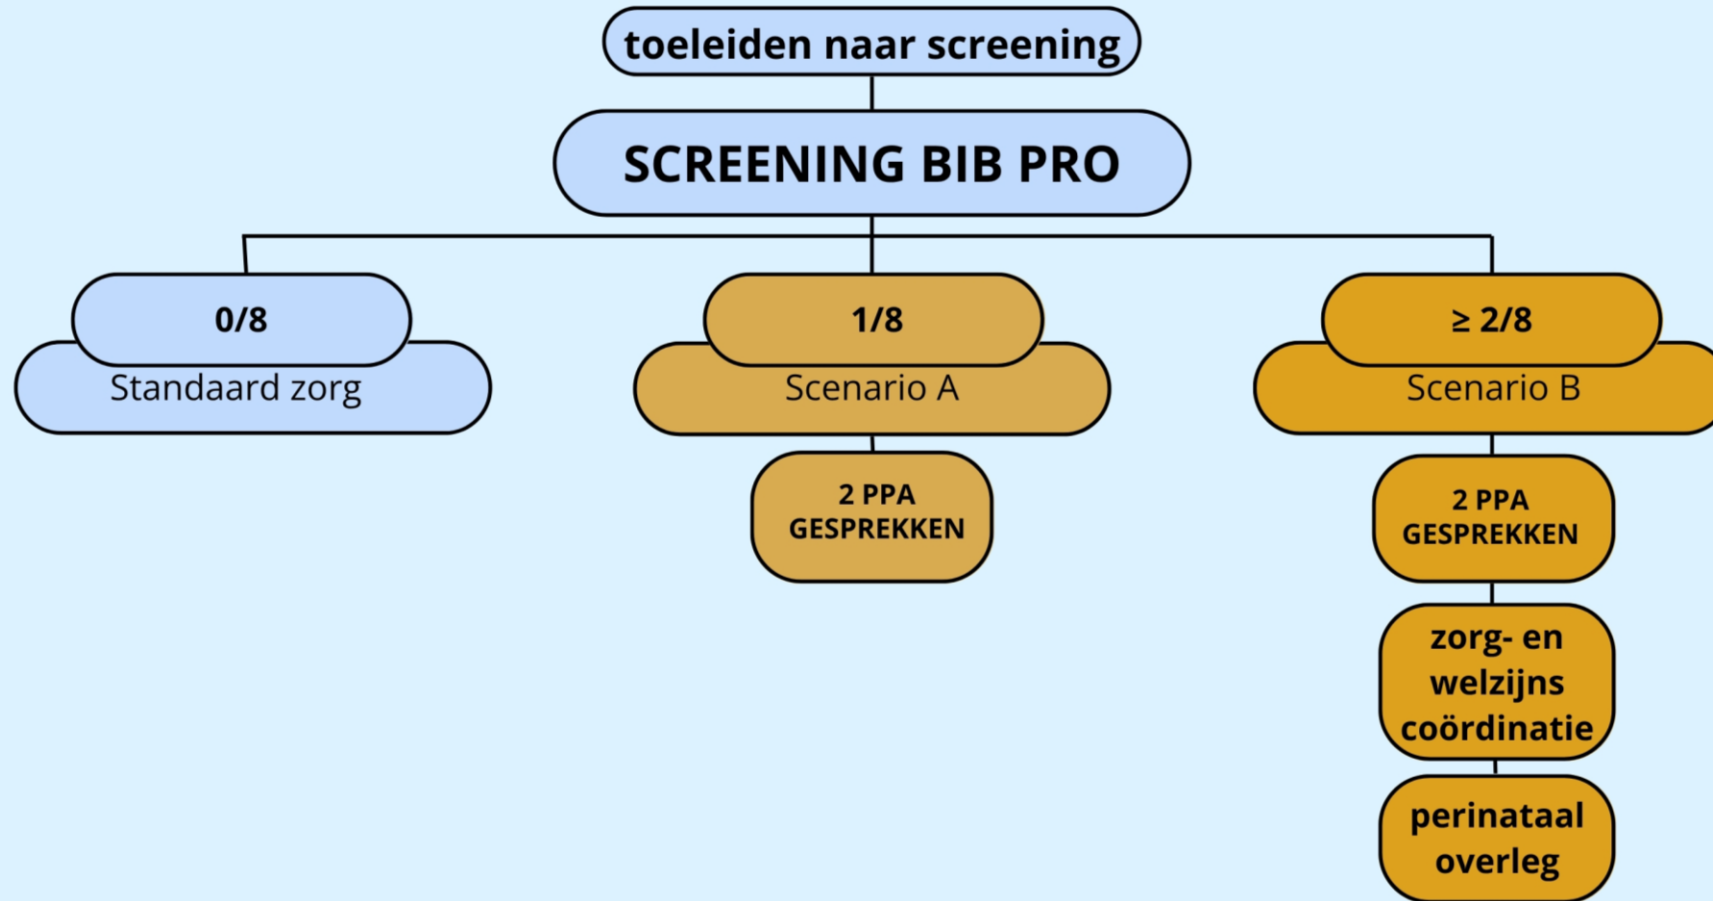 toeleiden naar screening
SCREENING BIB PRO
0/8
Standaard zorg
1/8
Scenario A
2 PPA
GESPREKKEN
≥ 2/8
Scenario B
2 PPA
GESPREKKEN
zorg- en
welzijns
coördinatie
perinataal
overleg